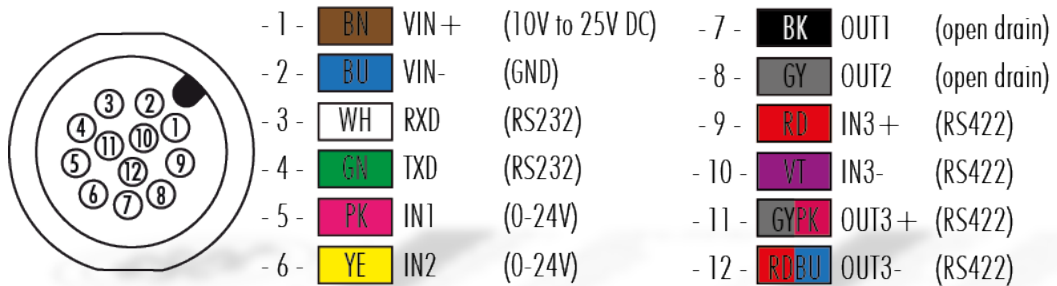 3 2
4 11 10 1
5 12 9
6 7 8
- 1 - BN VIN+ (10V to 25V DC)
- 2 - BU VIN- (GND)
- 3 - WH RXD (RS232)
- 4 - GN TXD (RS232)
- 5 - PK IN1 (0-24V)
- 6 - YE IN2 (0-24V)
- 7 - BK OUT1 (open drain)
- 8 - GY OUT2 (open drain)
- 9 - RD IN3+ (RS422)
- 10 - VT IN3- (RS422)
- 11 - GYPK OUT3+ (RS422)
- 12 - RDBU OUT3- (RS422)